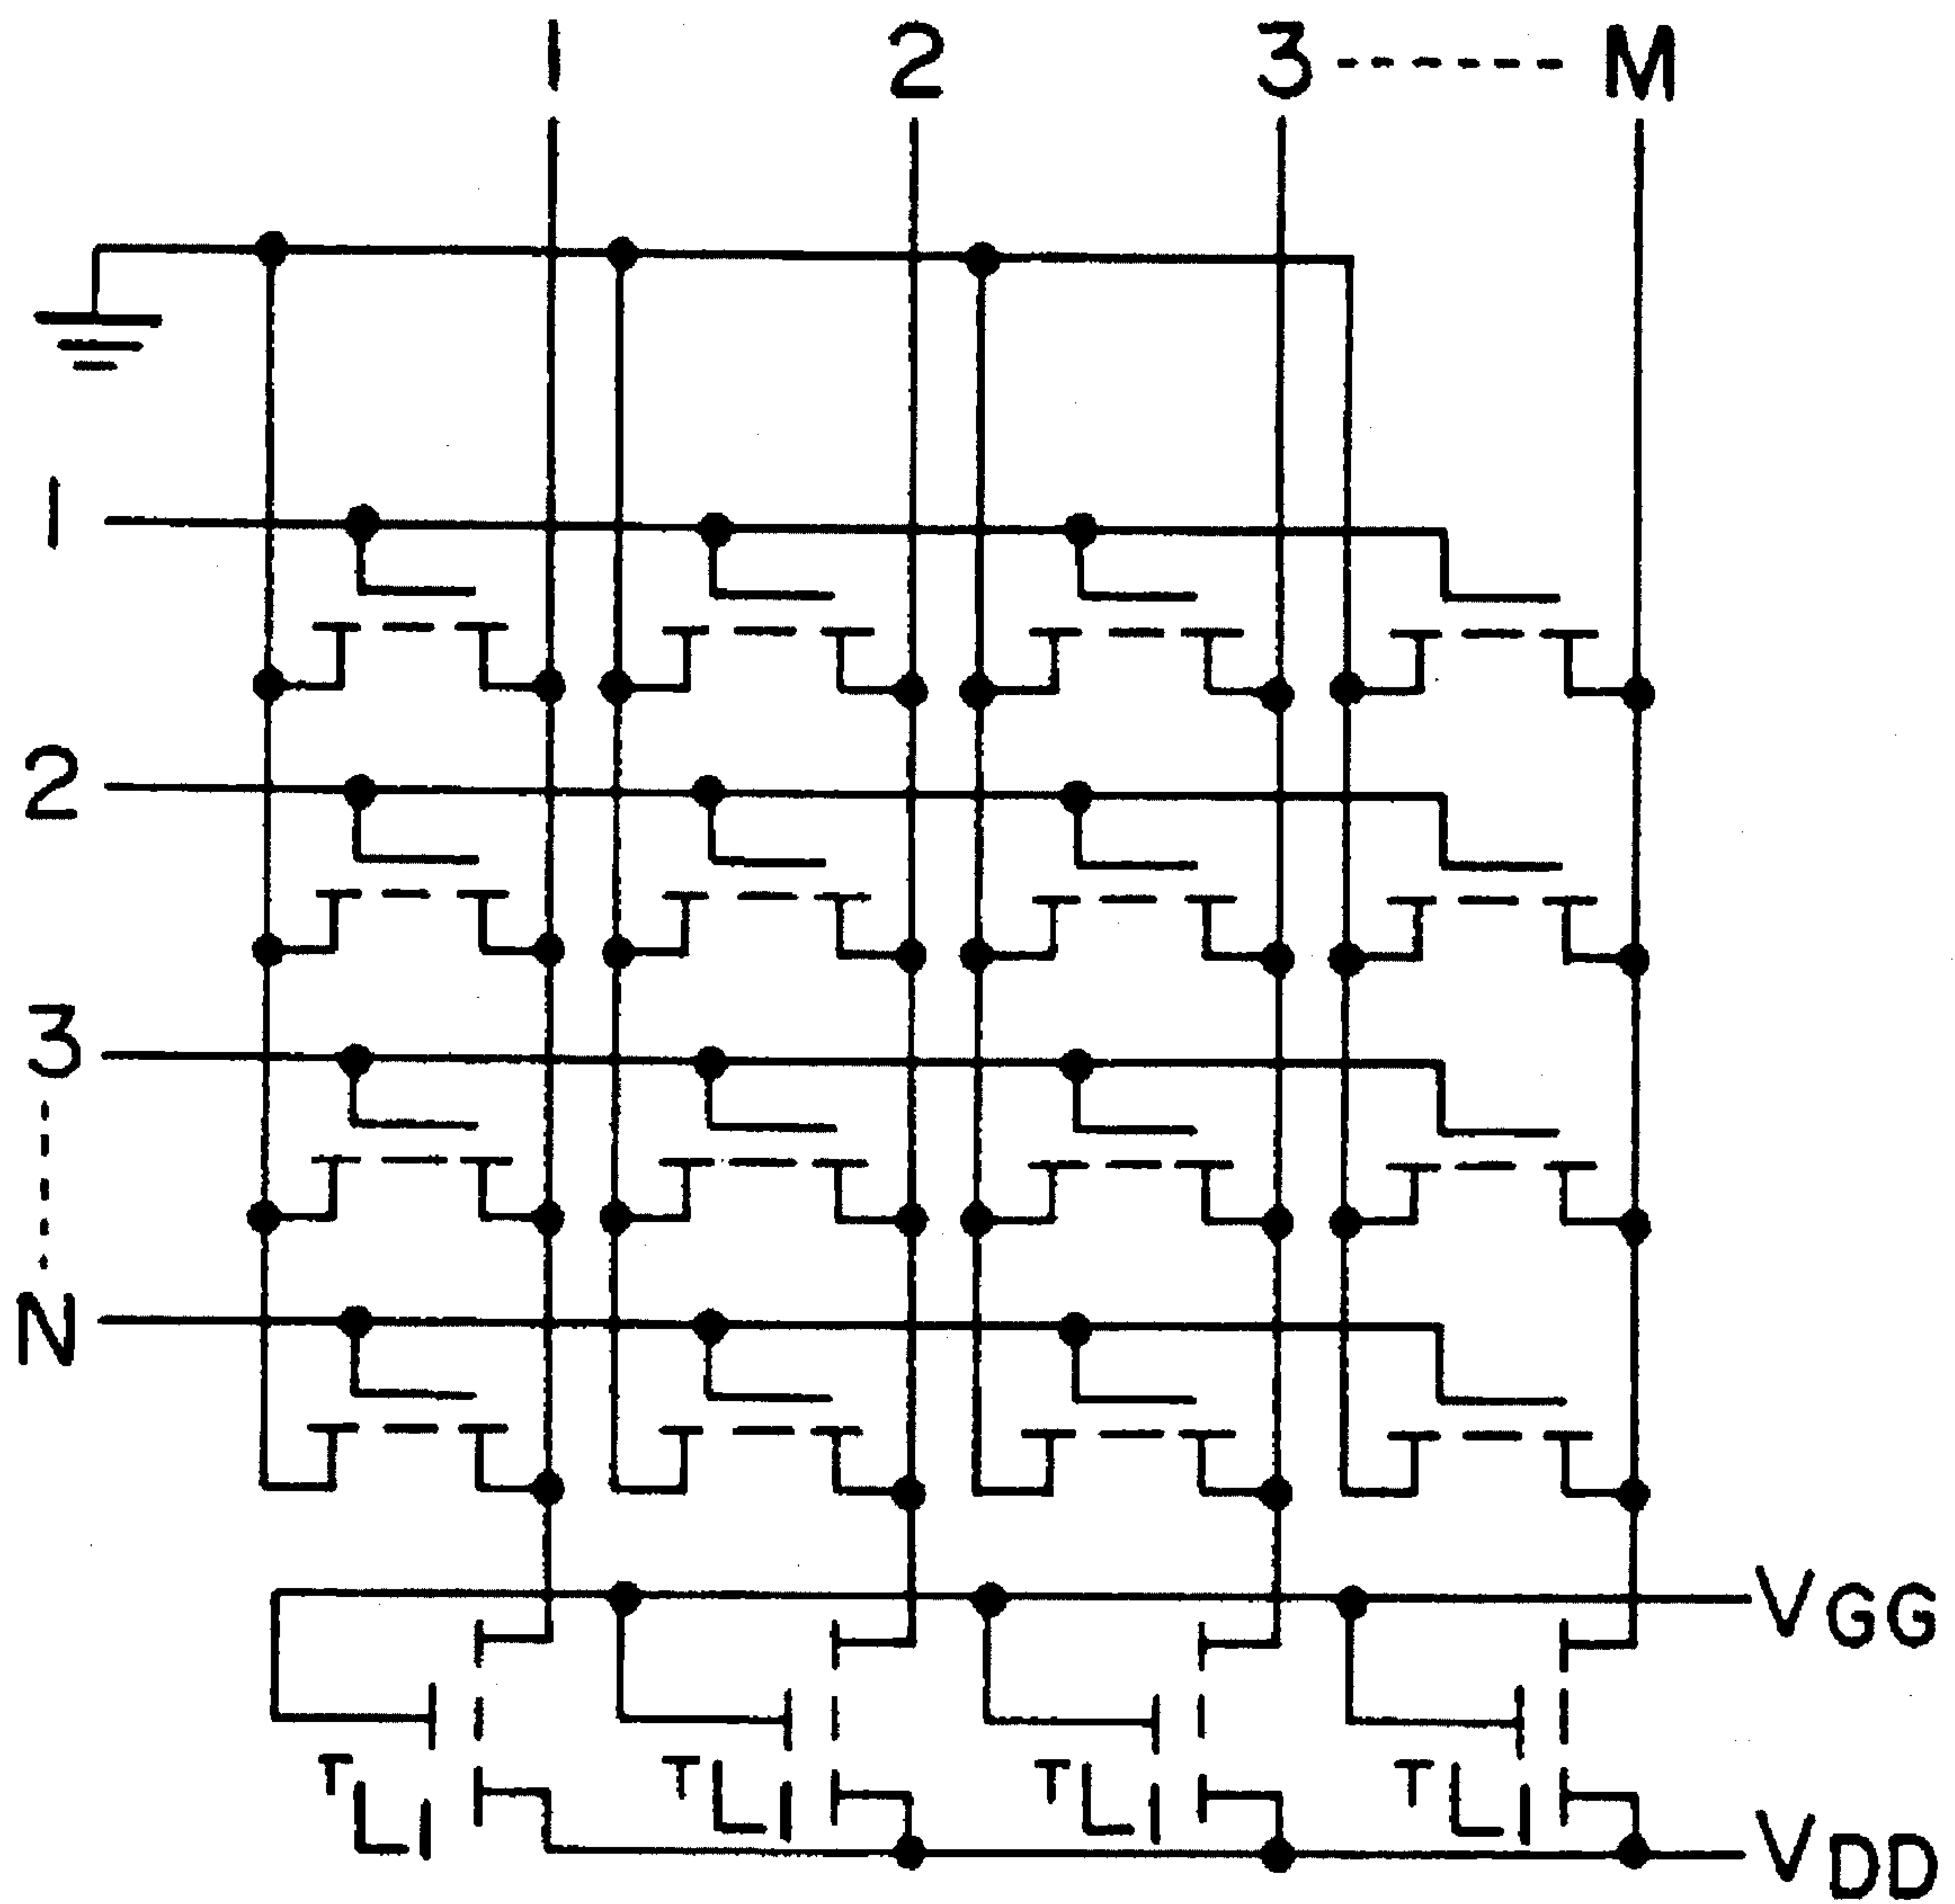 1 2 3 ------ M
1
2
3
N
VGG
TL1 TL1 TL1 TL1
VDD